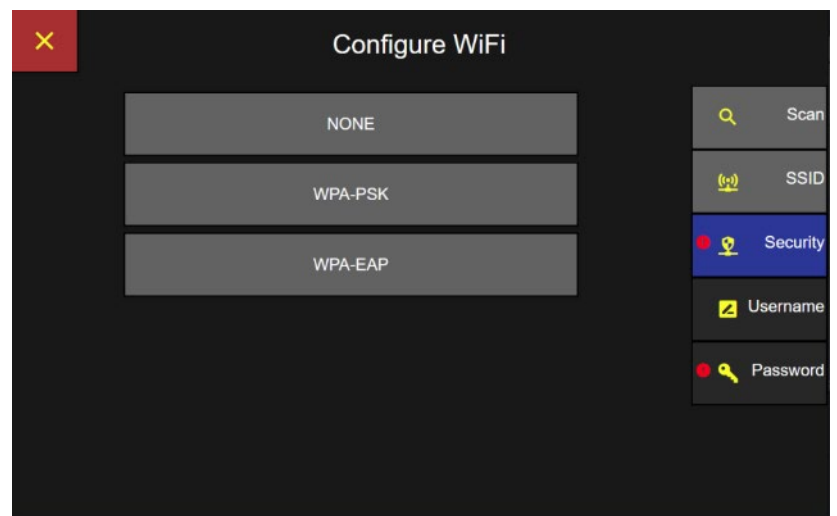 Configure WiFi
NONE
WPA-PSK
WPA-EAP
Scan
SSID
Security
Username
Password